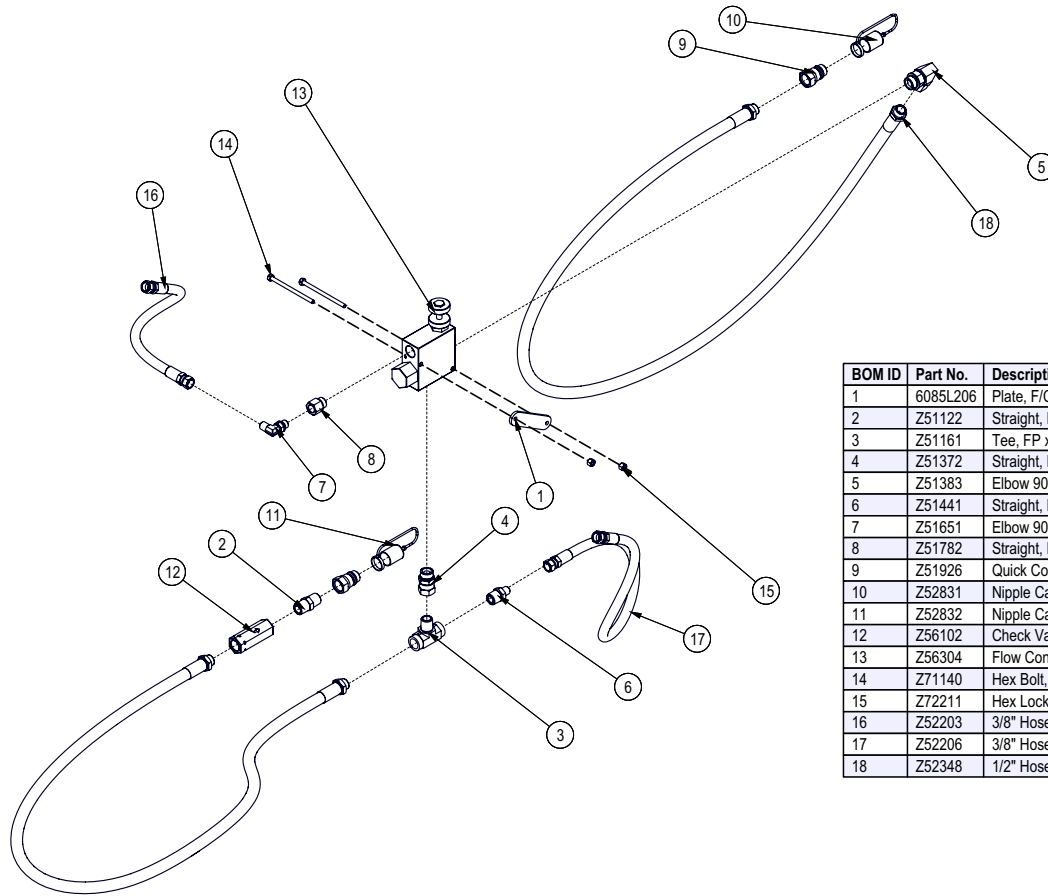 10
9
13
14
5
16
18
8
7
1
11
4
2
15
12
17
6
3
BOM ID Part No. Descripti
1 6085L206 Plate, F/
2 Z51122 Straight,
3 Z51161 Tee, FP x
4 Z51372 Straight,
5 Z51383 Elbow 90
6 Z51441 Straight,
7 Z51651 Elbow 90
8 Z51782 Straight,
9 Z51926 Quick Co
10 Z52831 Nipple Ca
11 Z52832 Nipple Ca
12 Z56102 Check Va
13 Z56304 Flow Con
14 Z71140 Hex Bolt,
15 Z72211 Hex Lock
16 Z52203 3/8" Hose
17 Z52206 3/8" Hose
18 Z52348 1/2" Hose